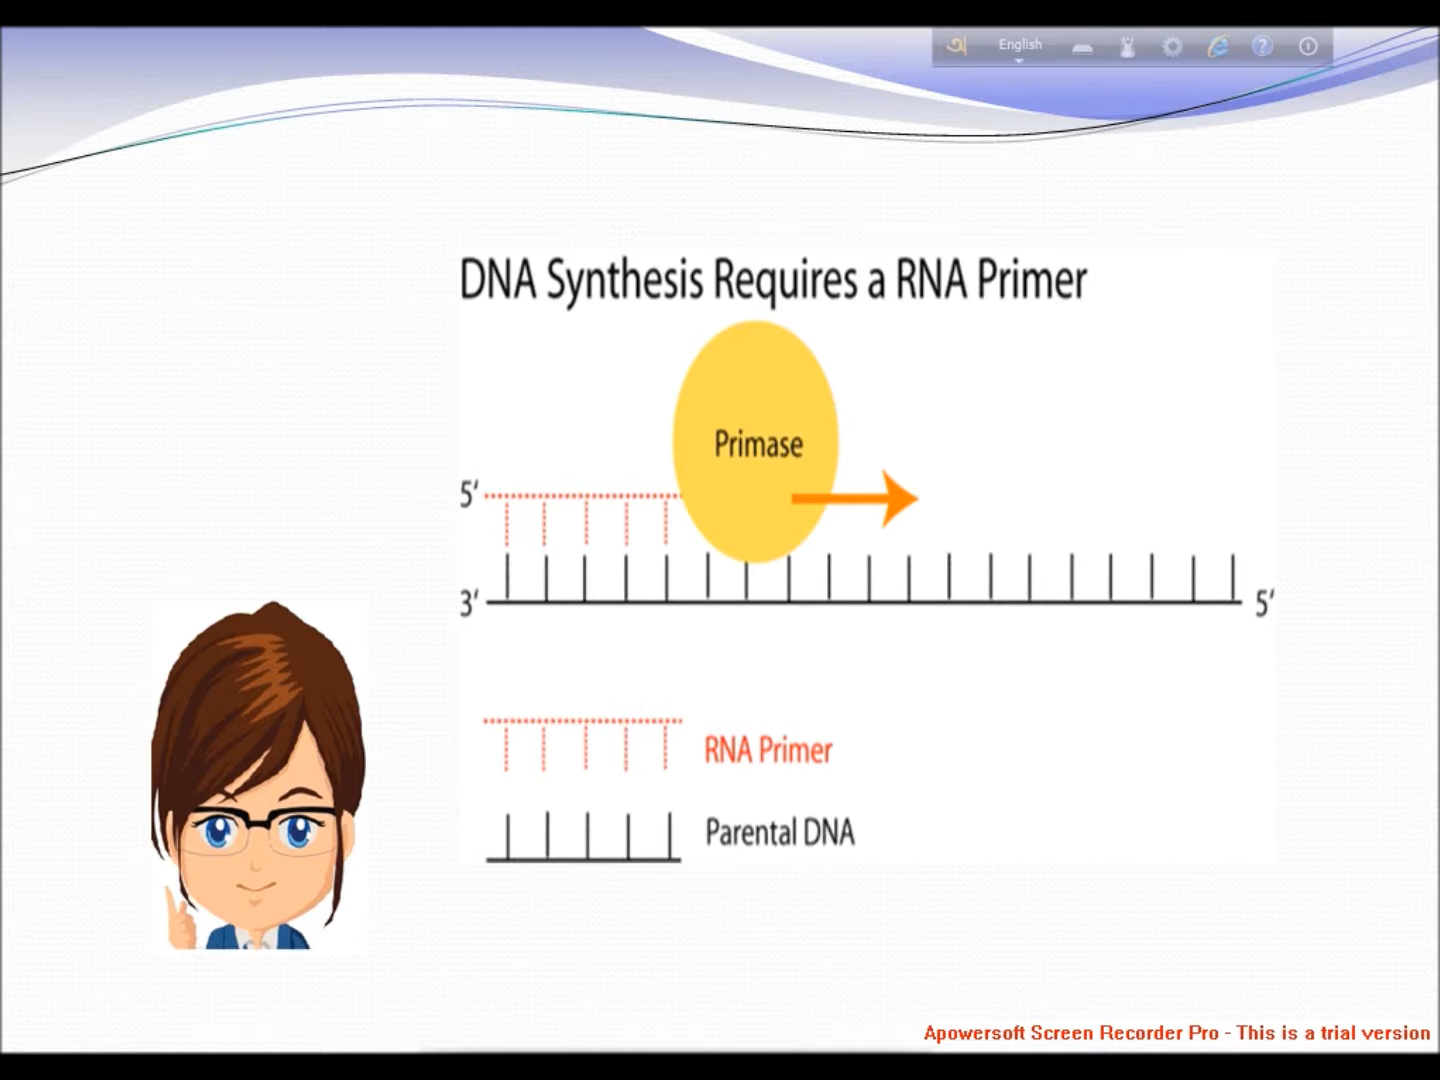 অ English
DNA Synthesis Requires a RNA Primer
Primase
5'
3' 5'
RNA Primer
Parental DNA
Apowersoft Screen Recorder Pro - This is a trial version